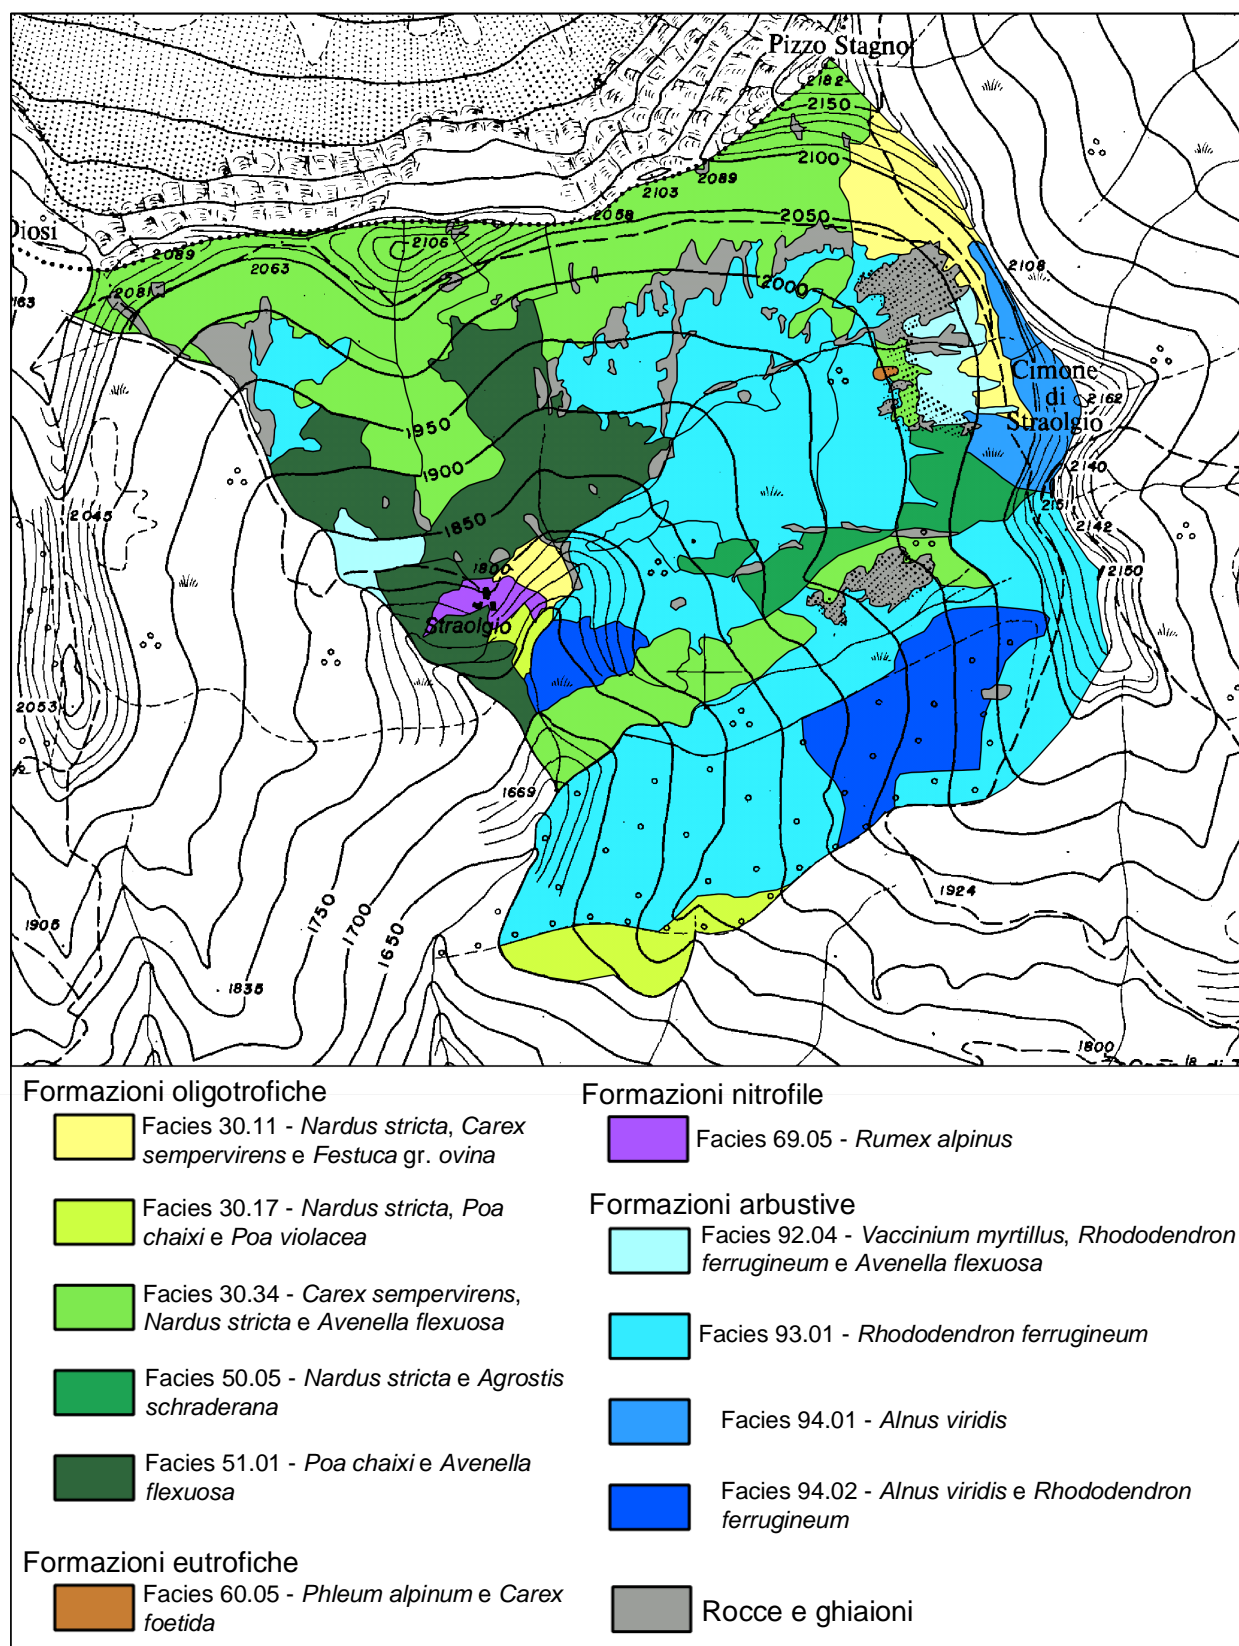 Pizzo Stagno
2182
2150
2100
2089
2103
2058
2050
Diosi
2089
2106
2063
2108
2081
2163
2000
Cimone
di
Straolgio
2162
1950
1900
2140
2151
2045
2142
1850
1800
2150
Straolgio
2053
1669
1924
1905
1750
1700
1650
1835
1800
Formazioni oligotrofiche
Facies 30.11 - Nardus stricta, Carex
sempervirens e Festuca gr. ovina
Facies 30.17 - Nardus stricta, Poa
chaixi e Poa violacea
Facies 30.34 - Carex sempervirens,
Nardus stricta e Avenella flexuosa
Facies 50.05 - Nardus stricta e Agrostis
schraderana
Facies 51.01 - Poa chaixi e Avenella
flexuosa
Formazioni eutrofiche
Facies 60.05 - Phleum alpinum e Carex
foetida
Formazioni nitrofile
Facies 69.05 - Rumex alpinus
Formazioni arbustive
Facies 92.04 - Vaccinium myrtillus, Rhododendron
ferrugineum e Avenella flexuosa
Facies 93.01 - Rhododendron ferrugineum
Facies 94.01 - Alnus viridis
Facies 94.02 - Alnus viridis e Rhododendron
ferrugineum
Rocce e ghiaioni